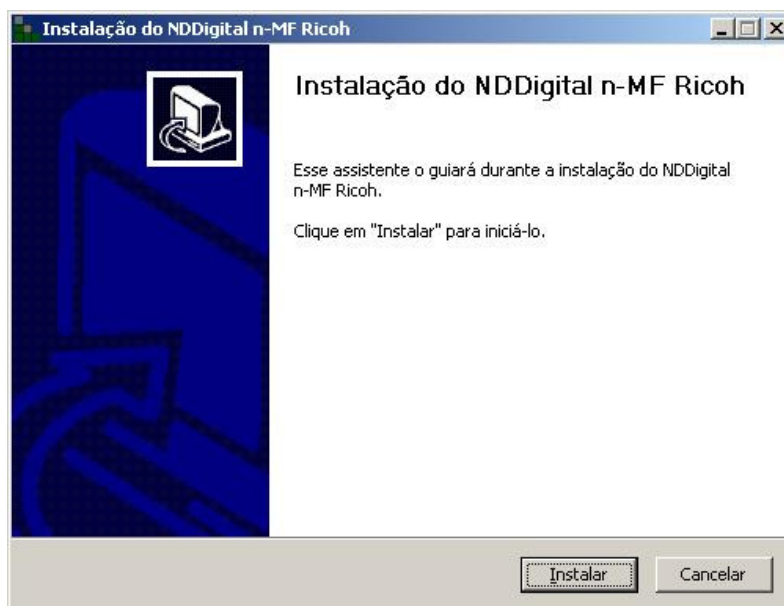 Instalação do NDDigital n-MF Ricoh
Instalação do NDDigital n-MF Ricoh
Esse assistente o guiará durante a instalação do NDDigital
n-MF Ricoh.
Clique em "Instalar" para iniciá-lo.
Instalar
Cancelar